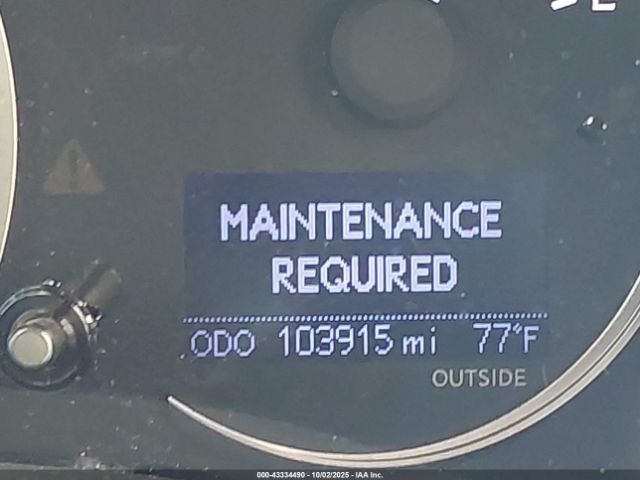 E
MAINTENANCE
REQUIRED
ODO 103915 mi 77°F
OUTSIDE
000-43334490 - 10/02/2025 - IAA Inc.